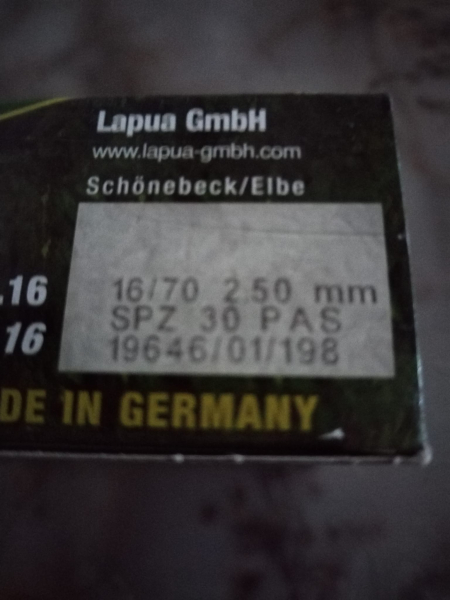 Lapua GmbH
www.lapua-gmbh.com
Schönebeck/Elbe
.16 16/70 2.50 mm
16 SPZ 30 PAS
19646/01/198
DE IN GERMANY